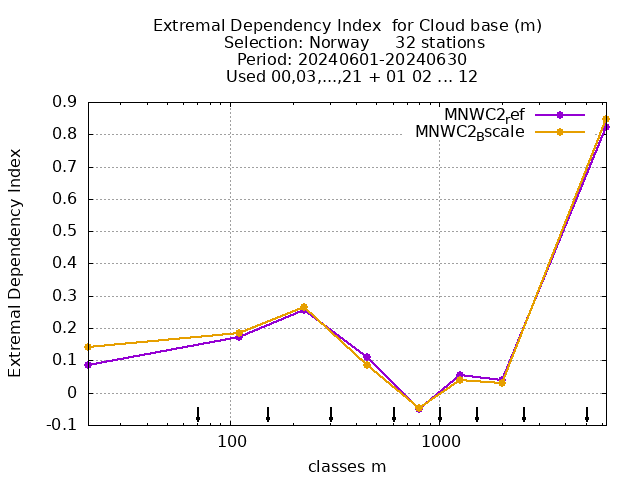 Extremal Dependency Index  for Cloud base (m)
Selection: Norway     32 stations
Period: 20240601-20240630
Used 00,03,...,21 + 01 02 ... 12
MNWC2ref
MNWC2Bscale
Extremal Dependency Index
0.9
0.8
0.7
0.6
0.5
0.4
0.3
0.2
0.1
0
-0.1
100
1000
classes m